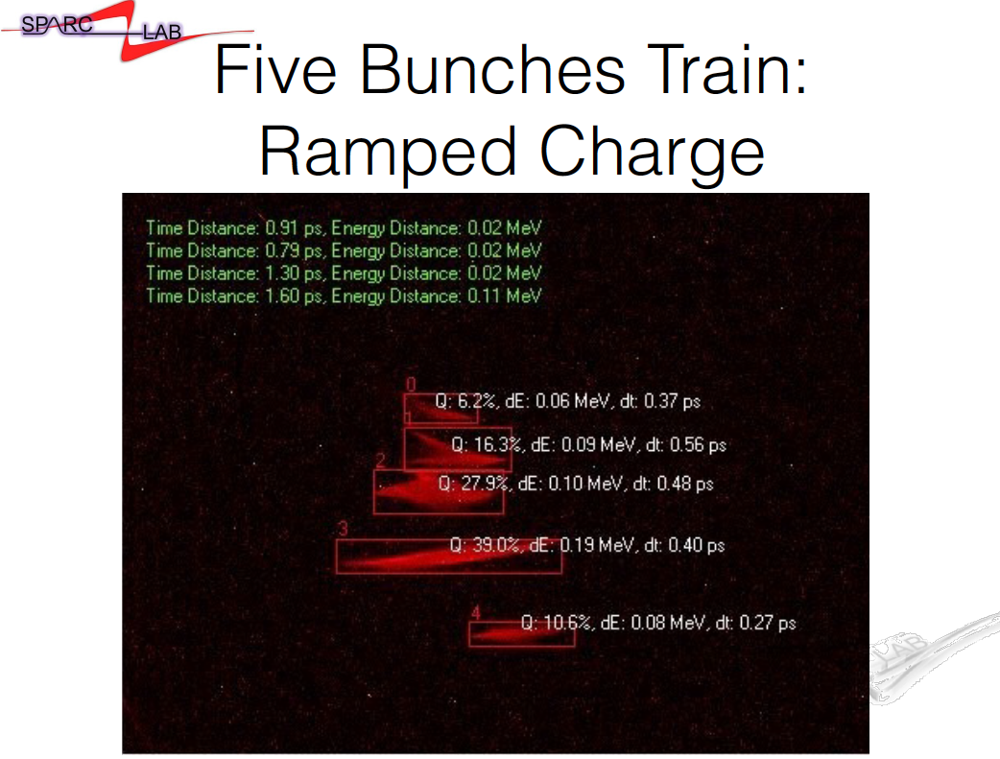 SPARC
LAB
Five Bunches Train:
Ramped Charge
Time Distance: 0.91 ps, Energy Distance: 0.02 MeV
Time Distance: 0.79 ps, Energy Distance: 0.02 MeV
Time Distance: 1.30 ps, Energy Distance: 0.02 MeV
Time Distance: 1.60 ps, Energy Distance: 0.11 MeV
0
Q: 6.2%, dE: 0.06 MeV, dt: 0.37 ps
1
Q: 16.3%, dE: 0.09 MeV, dt: 0.56 ps
2
Q: 27.9%, dE: 0.10 MeV, dt: 0.48 ps
3
Q: 39.0%, dE: 0.19 MeV, dt: 0.40 ps
4
Q: 10.6%, dE: 0.08 MeV, dt: 0.27 ps
LAB